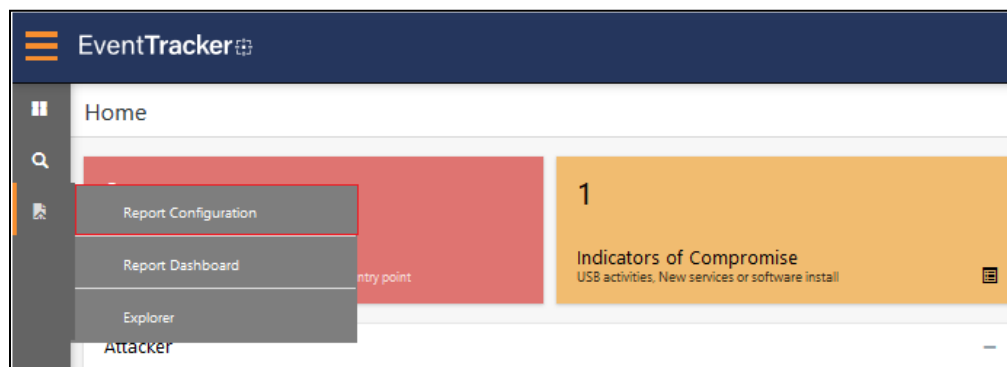 EventTracker
Home
Report Configuration
Report Dashboard
Explorer
ntry point
1
Indicators of Compromise
USB activities, New services or software install
Attacker